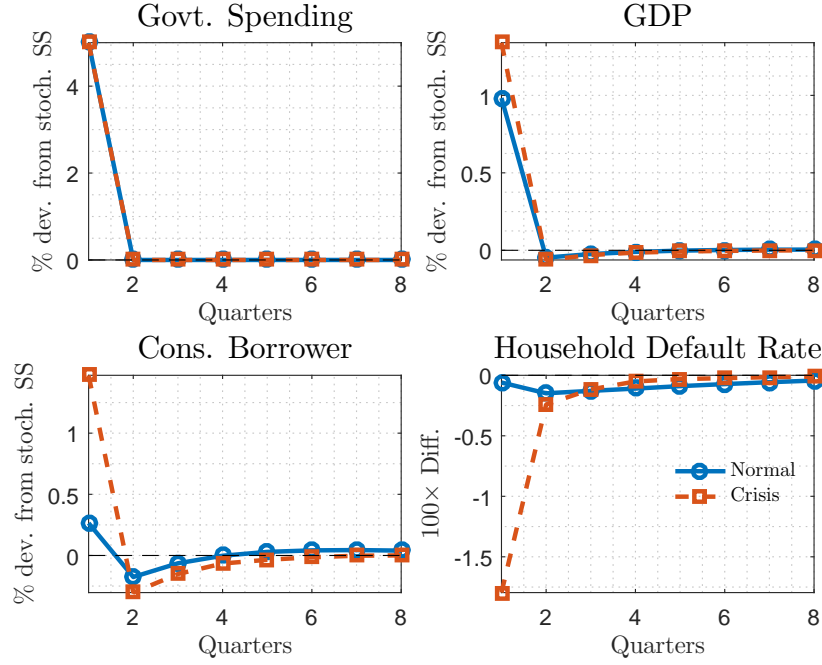 Govt. Spending
% dev. from stoch. SS
4
2
0
2 4 6 8
Quarters
GDP
% dev. from stoch. SS
1
0.5
0
2 4 6 8
Quarters
Cons. Borrower
% dev. from stoch. SS
1
0.5
0
2 4 6 8
Quarters
Household Default Rate
100× Diff.
0
-0.5
-1
-1.5
Normal
Crisis
2 4 6 8
Quarters